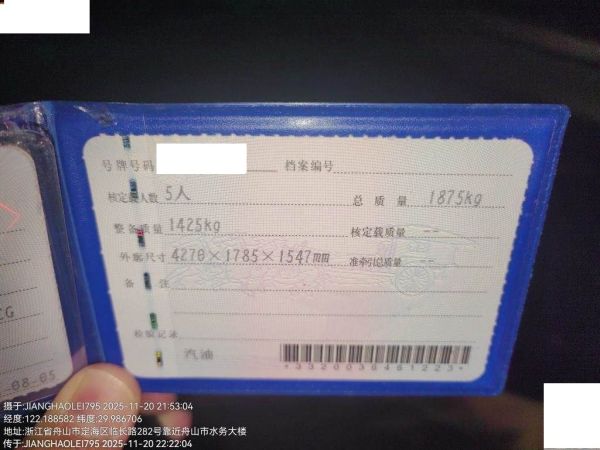 号牌号码
档案编号
核定载人数 5人
总质量 1875kg
整备质量 1425kg
核定载质量 --
外廓尺寸 4270×1785×1547mm
准牵引总质量 --
备注
检验记录
汽油
*3320038461223*
CG
-08-05
摄于:JIANGHAOLEI795 2025-11-20 21:53:04
经度:122.188582 纬度:29.986706
地址:浙江省舟山市定海区临长路282号靠近舟山市水务大楼
传于:JIANGHAOLEI795 2025-11-20 22:22:04